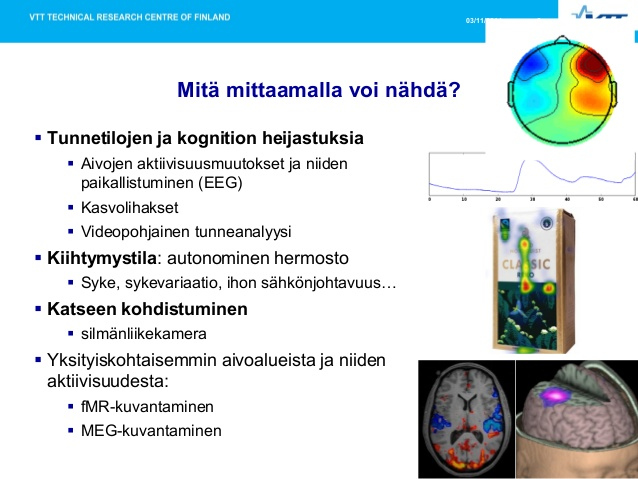 VTT TECHNICAL RESEARCH CENTRE OF FINLAND
03/11/
VTT
Mitä mittaamalla voi nähdä?
Tunnetilojen ja kognition heijastuksia
Aivojen aktiivisuusmuutokset ja niiden
paikallistuminen (EEG)
Kasvolihakset
Videopohjainen tunneanalyysi
Kiihtymystila: autonominen hermosto
Syke, sykevariaatio, ihon sähkönjohtavuus…
Katseen kohdistuminen
silmänliikekamera
Yksityiskohtaisemmin aivoalueista ja niiden
aktiivisuudesta:
fMR-kuvantaminen
MEG-kuvantaminen
0 10 20 30 40 50 60
CLASSIC